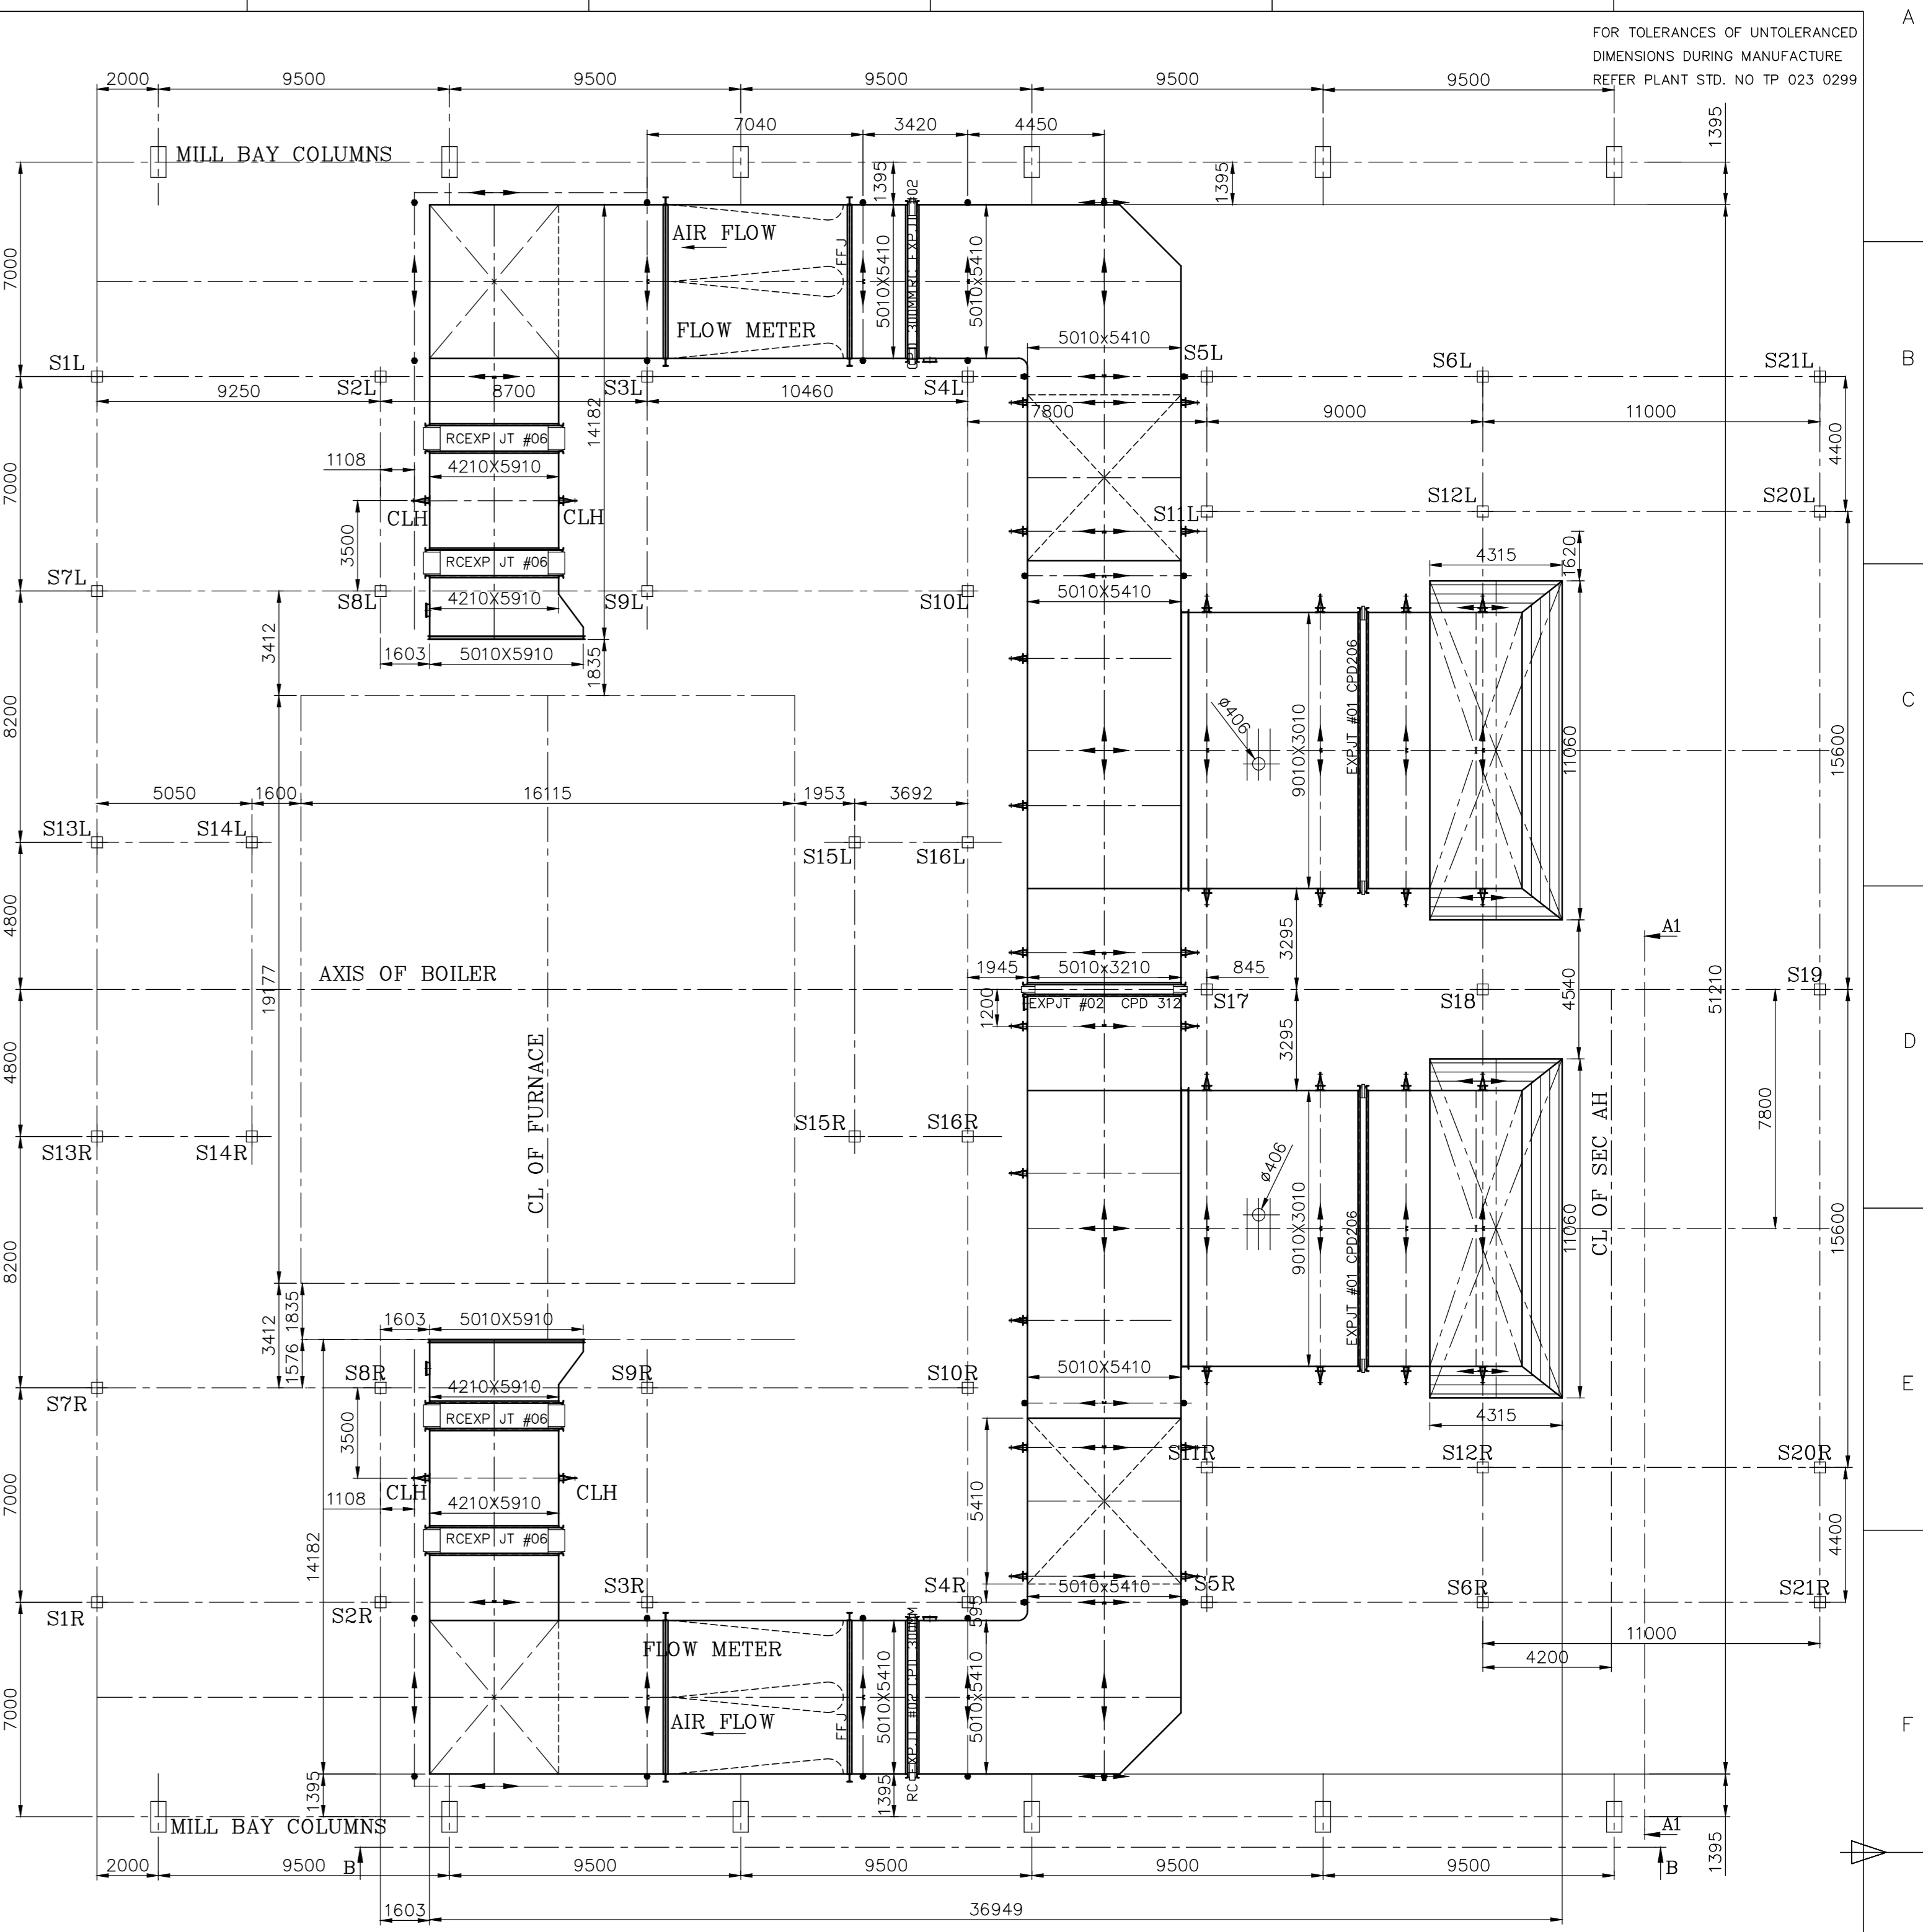 A
FOR TOLERANCES OF UNTOLERANCED
DIMENSIONS DURING MANUFACTURE
REFER PLANT STD. NO TP 023 0299
2000 9500 9500 9500 9500 9500
7040 3420 4450
1395
MILL BAY COLUMNS
1395
1395
7000
AIR FLOW
FFJ
5010X5410
5010X5410
FLOW METER
5010x5410
B
S1L S2L S3L S4L S5L S6L S21L
9250 8700 10460
7800 9000 11000
14182
4400
RCEXP JT #06
1108
4210X5910
7000
CLH CLH
3500
S11L S12L S20L
RCEXP JT #06
4315
1620
S7L S8L S9L S10L
4210X5910
5010X5410
3412
1603 5010X5910
1835
C
8200
Ø406
9010X3010
EXPJT #01 CPD206
11060
15600
5050 1600 16115 1953 3692
S13L S14L S15L S16L
4800
3295
A1
AXIS OF BOILER
19177
1945 5010x3210 845
S17 S18 S19
4540
51210
EXPJT #02 CPD 312
1200
D
4800
3295
CL OF FURNACE
CL OF SEC AH
7800
S13R S14R S15R S16R
Ø406
9010X3010
EXPJT #01 CPD206
11060
15600
8200
1835
3412
1576
1603 5010X5910
5010X5410
S7R S8R S9R S10R
4210X5910
E
4315
RCEXP JT #06
3500
S11R S12R S20R
CLH CLH
7000
1108
4210X5910
5410
14182
RCEXP JT #06
4400
S1R S2R S3R S4R S5R S6R S21R
5010x5410
595
11000
4200
FLOW METER
7000
5010X5410
5010X5410
RC EXPJT #02 CPD 300MM
FFJ
AIR FLOW
F
1395
1395
MILL BAY COLUMNS
A1
1395
2000 9500 9500 9500 9500 9500
B B
1603 36949